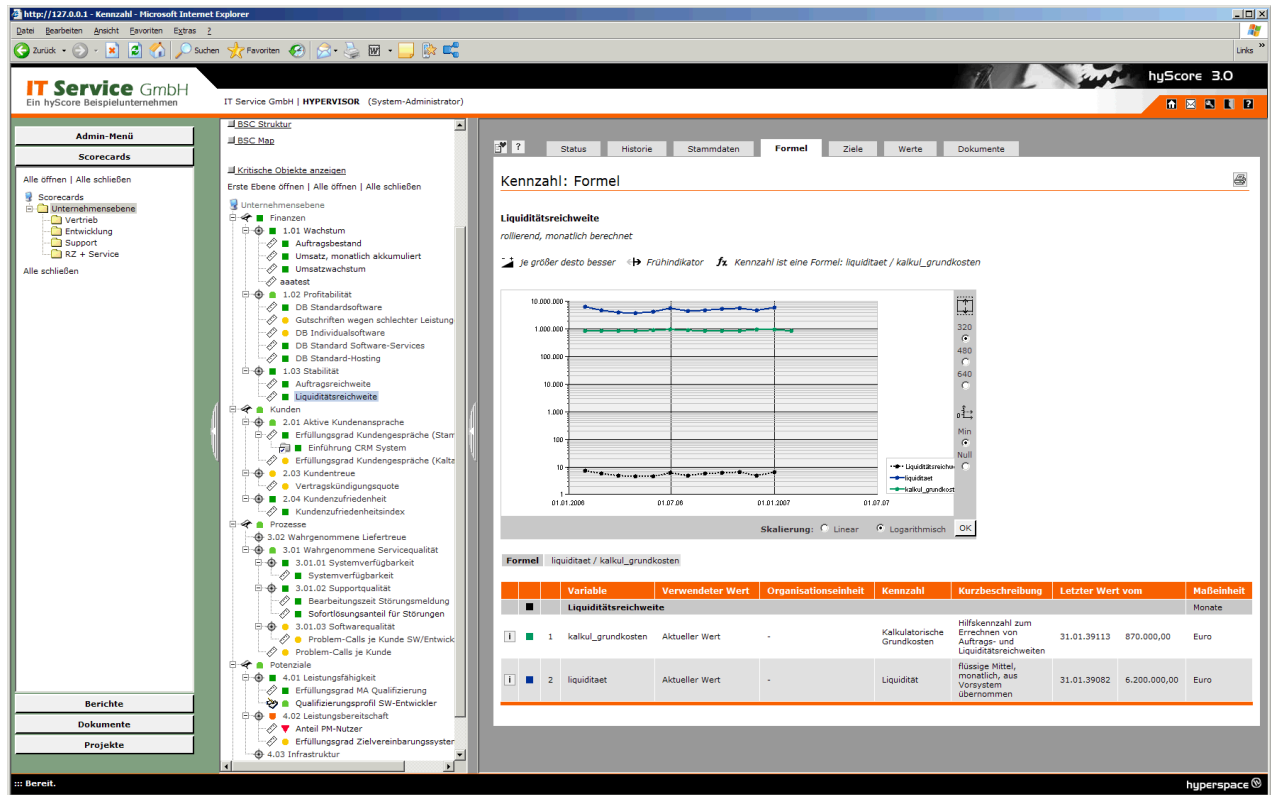 http://127.0.0.1 - Kennzahl - Microsoft Internet Explorer
Datei Bearbeiten Ansicht Favoriten Extras ?
Zurück Suchen Favoriten Links
IT Service GmbH
Ein hyScore Beispielunternehmen
IT Service GmbH | HYPERVISOR (System-Administrator)
hyScore 3.0
Admin-Menü
Scorecards
Alle öffnen | Alle schließen
Scorecards
Unternehmensebene
Vertrieb
Entwicklung
Support
RZ + Service
Alle schließen
Berichte
Dokumente
Projekte
BSC Struktur
BSC Map
Kritische Objekte anzeigen
Erste Ebene öffnen | Alle öffnen | Alle schließen
Unternehmensebene
Finanzen
1.01 Wachstum
Auftragsbestand
Umsatz, monatlich akkumuliert
Umsatzwachstum
aaatest
1.02 Profitabilität
DB Standardsoftware
Gutschriften wegen schlechter Leistung
DB Individualsoftware
DB Standard Software-Services
DB Standard-Hosting
1.03 Stabilität
Auftragsreichweite
Liquiditätsreichweite
Kunden
2.01 Aktive Kundenansprache
Erfüllungsgrad Kundengespräche (Stam
Einführung CRM System
Erfüllungsgrad Kundengespräche (Kalta
2.03 Kundentreue
Vertragskündigungsquote
2.04 Kundenzufriedenheit
Kundenzufriedenheitsindex
Prozesse
3.02 Wahrgenommene Liefertreue
3.01 Wahrgenommene Servicequalität
3.01.01 Systemverfügbarkeit
Systemverfügbarkeit
3.01.02 Supportqualität
Bearbeitungszeit Störungsmeldung
Sofortlösungsanteil für Störungen
3.01.03 Softwarequalität
Problem-Calls je Kunde SW/Entwick
Problem-Calls je Kunde
Potenziale
4.01 Leistungsfähigkeit
Erfüllungsgrad MA Qualifizierung
Qualifizierungsprofil SW-Entwickler
4.02 Leistungsbereitschaft
Anteil PM-Nutzer
Erfüllungsgrad Zielvereinbarungssyster
4.03 Infrastruktur
? Status Historie Stammdaten Formel Ziele Werte Dokumente
Kennzahl: Formel
Liquiditätsreichweite
rollierend, monatlich berechnet
je größer desto besser Frühindikator fx Kennzahl ist eine Formel: liquiditaet / kalkul_grundkosten
10.000.000
1.000.000
100.000
10.000
1.000
100
10
1
01.01.2006 01.07.06 01.01.2007 01.07.07
Liquiditätsreichw
liquiditaet
kalkul_grundkost
320
480
640
Min
Null
Skalierung: Linear Logarithmisch OK
Formel liquiditaet / kalkul_grundkosten
Variable Verwendeter Wert Organisationseinheit Kennzahl Kurzbeschreibung Letzter Wert vom Maßeinheit
Liquiditätsreichweite Monate
i 1 kalkul_grundkosten Aktueller Wert - Kalkulatorische Grundkosten Hilfskennzahl zum Errechnen von Auftrags- und Liquiditätsreichweiten 31.01.39113 870.000,00 Euro
i 2 liquiditaet Aktueller Wert - Liquidität flüssige Mittel, monatlich, aus Vorsystem übernommen 31.01.39082 6.200.000,00 Euro
::: Bereit.
hyperspace